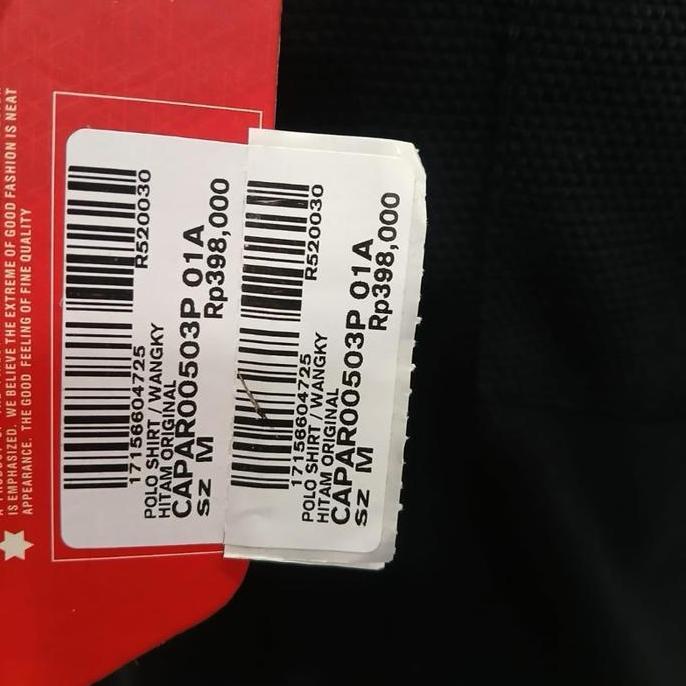 IS EMPHASIZED. WE BELIEVE THE EXTREME OF GOOD FASHION IS NEAT
APPEARANCE. THE GOOD FEELING OF FINE QUALITY
17156604725 R520030
POLO SHIRT / WANGKY
HITAM ORIGINAL
CAPAR00503P 01A
SZ M Rp398,000
17156604725 R520030
POLO SHIRT / WANGKY
HITAM ORIGINAL
CAPAR00503P 01A
SZ M Rp398,000